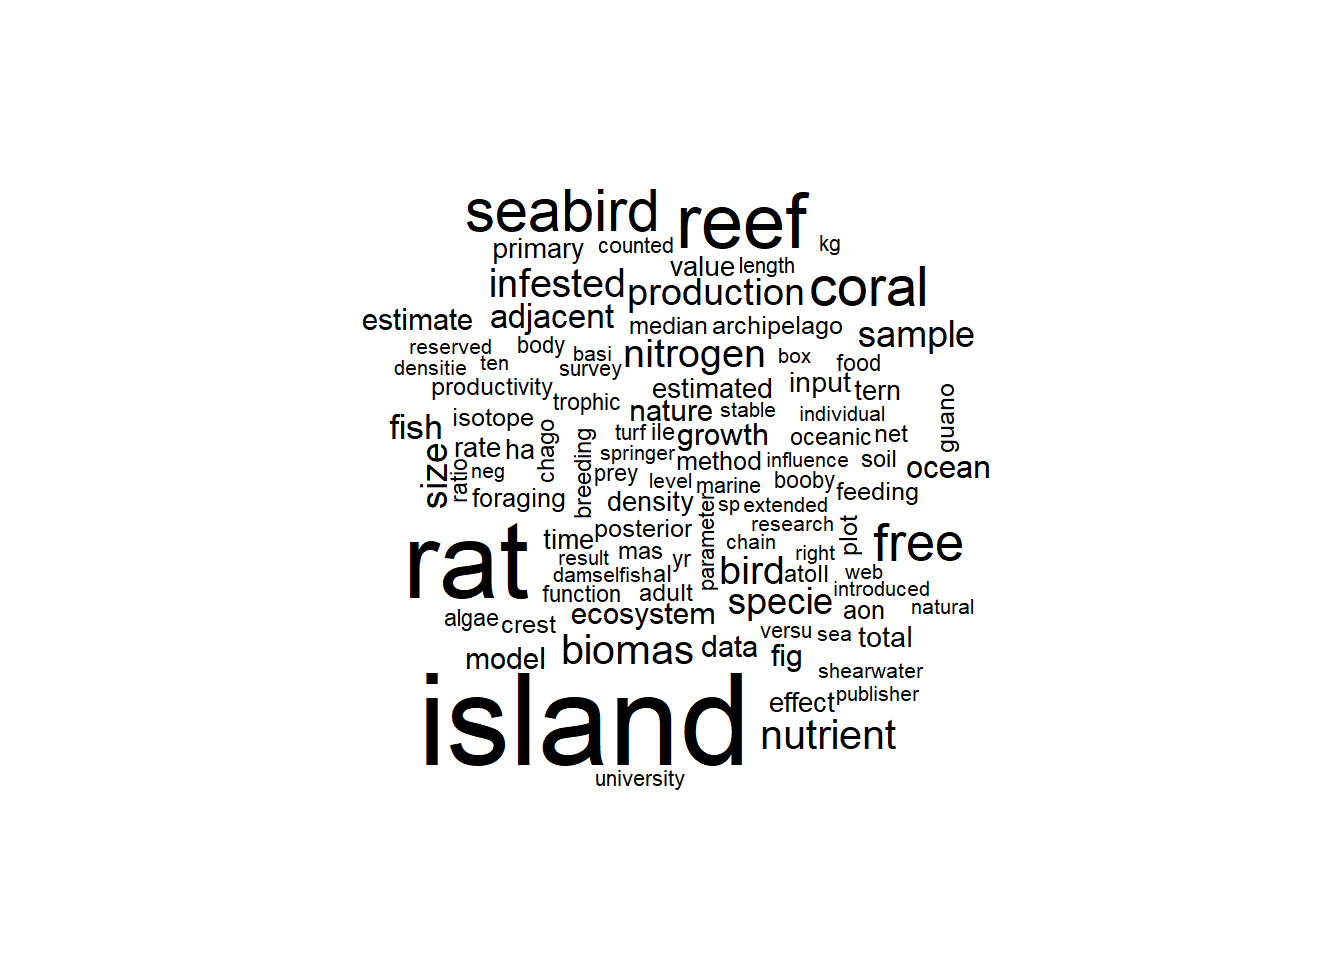 seabird reef
primary counted kg
value length
infested production coral
estimate adjacent median archipelago sample
reserved body basi nitrogen box food
densitie ten survey
productivity trophic estimated input tern
isotope nature stable individual guano
fish turf ile growth oceanic net
size rate ha chago breeding springer method influence soil ocean
ratio neg prey level marine booby feeding
foraging density sp extended
rat time posterior parameter research plot free
result mas yr chain right
damselfish al bird atoll web
function adult specie introduced
algae crest ecosystem aon natural
versu sea total
model biomas data fig
shearwater
island effect publisher
nutrient
university